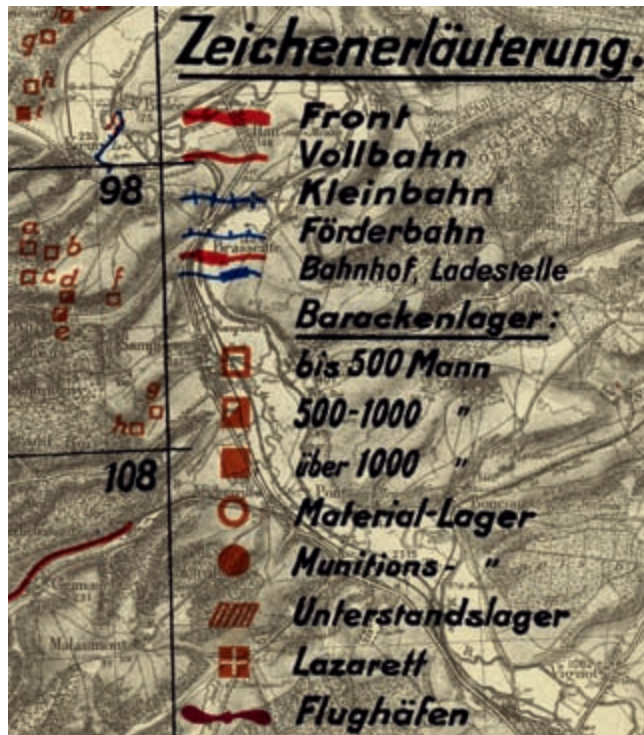 Zeichenerläuterung:
Front
Vollbahn
98
Kleinbahn
Förderbahn
Bahnhof, Ladestelle
Barackenlager:
bis 500 Mann
500-1000 "
über 1000 "
108
Material-Lager
Munitions- "
Unterstandslager
Lazarett
Flughäfen
g
h
i
a
b
c
d
f
e
g
h